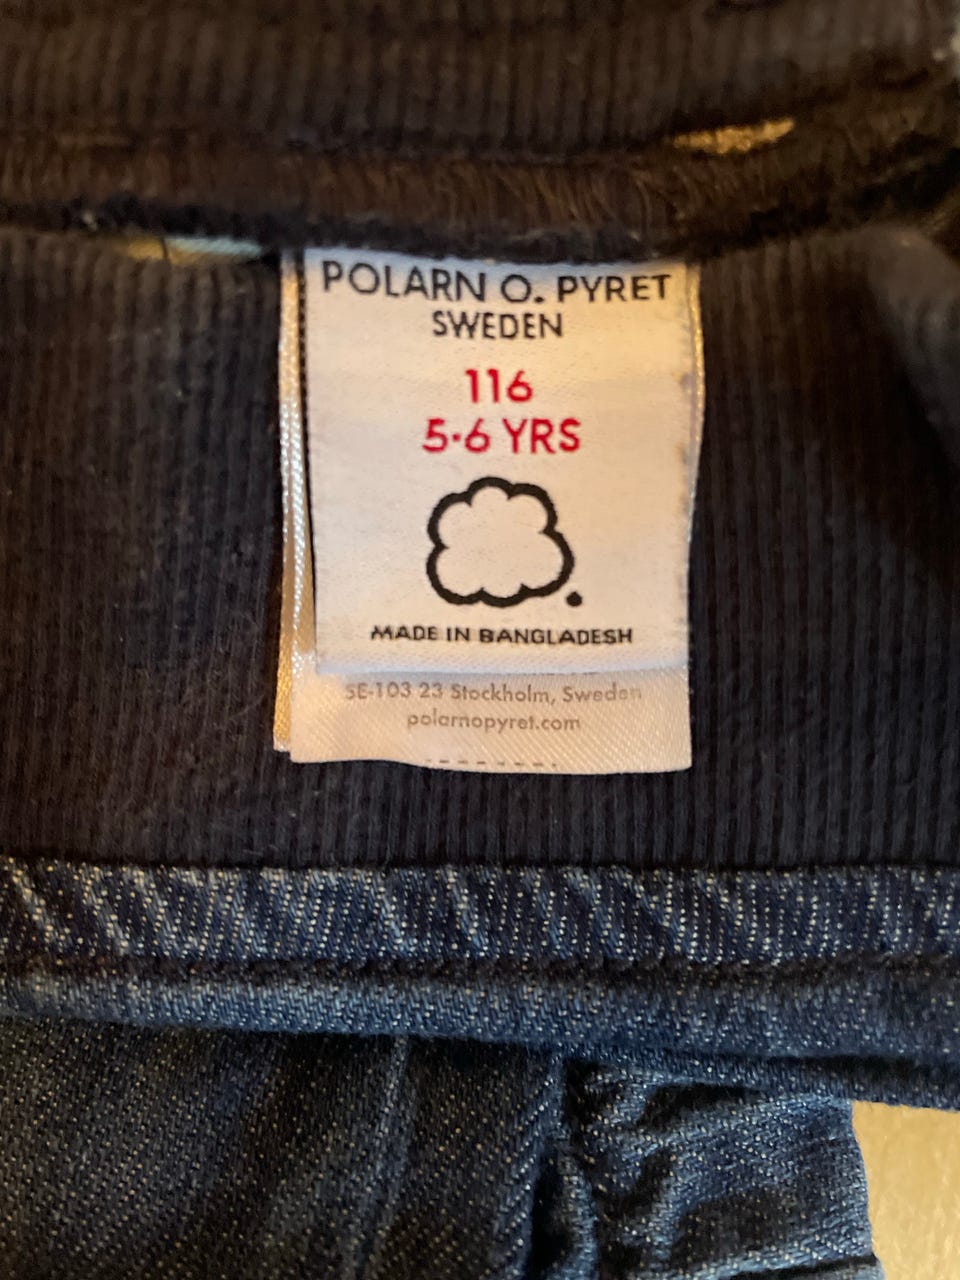 POLARN O. PYRET
SWEDEN
116
5-6 YRS
MADE IN BANGLADESH
SE-103 23 Stockholm, Sweden
polarnopyret.com